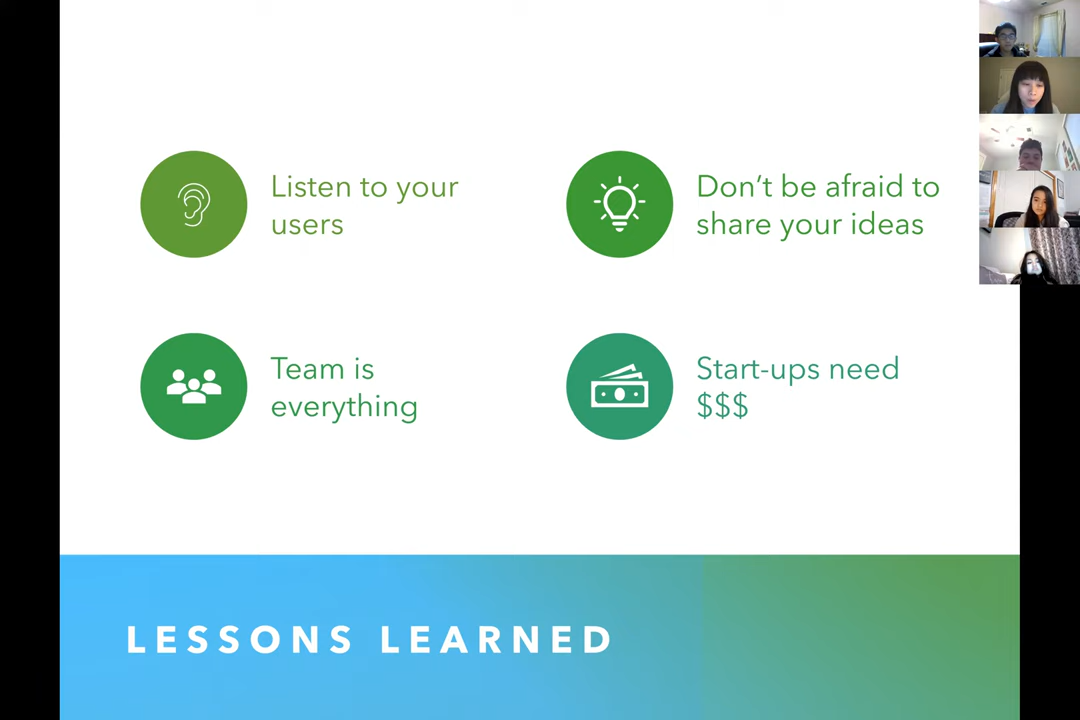 Listen to your
users
Don’t be afraid to
share your ideas
Team is
everything
Start-ups need
$$$
LESSONS LEARNED